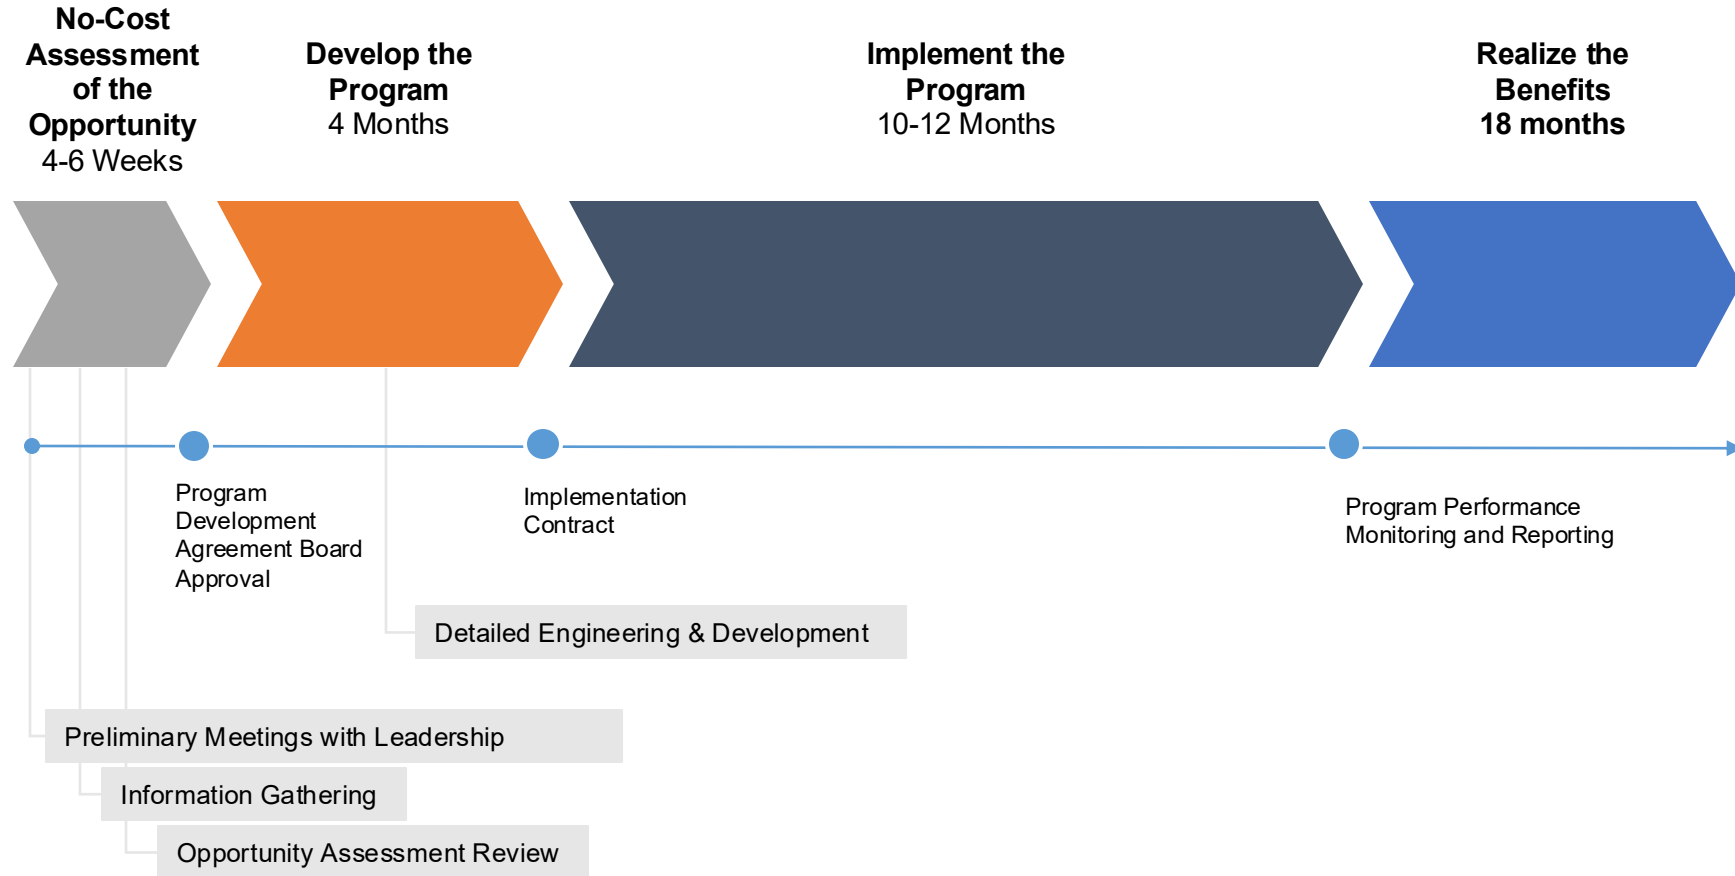 No-Cost
Assessment
of the
Opportunity
4-6 Weeks
Develop the
Program
4 Months
Implement the
Program
10-12 Months
Realize the
Benefits
18 months
Program
Development
Agreement Board
Approval
Implementation
Contract
Program Performance
Monitoring and Reporting
Detailed Engineering & Development
Preliminary Meetings with Leadership
Information Gathering
Opportunity Assessment Review